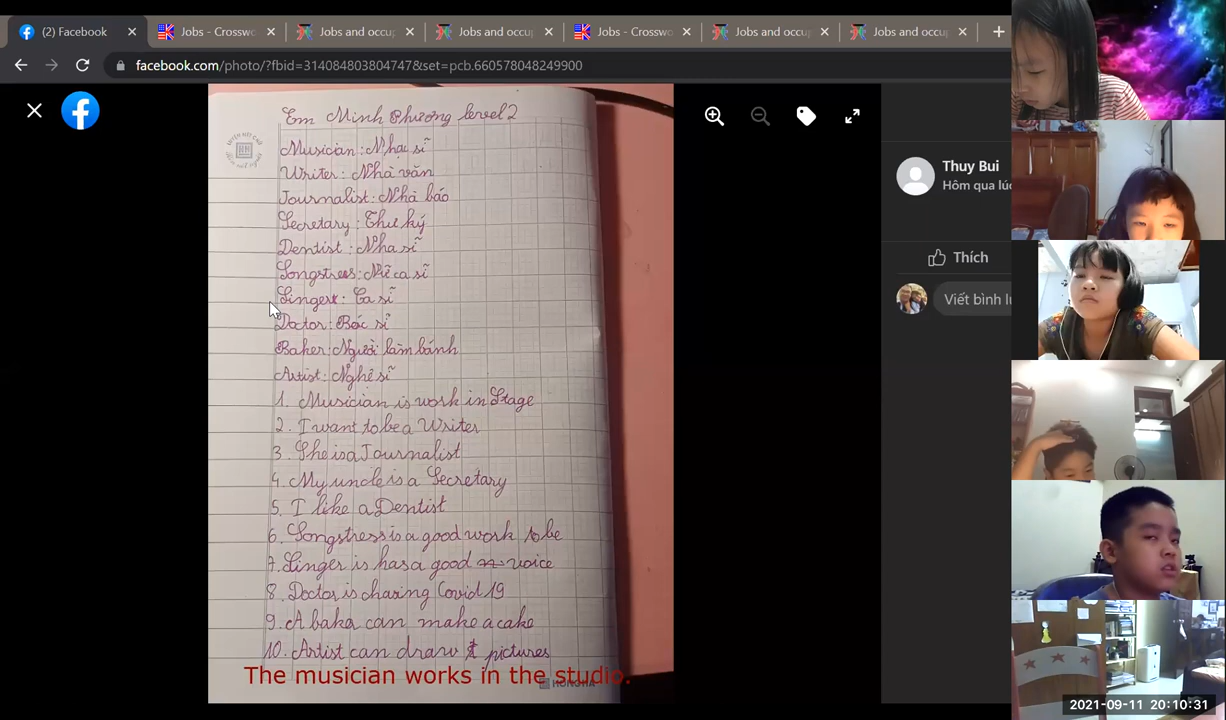 (2) Facebook
Jobs - Crossw
Jobs and occu
Jobs and occu
Jobs - Crossw
Jobs and occu
Jobs and occu
facebook.com/photo/?fbid=314084803804747&set=pcb.660578048249900
Em Minh Phương level 2
Musician: Nhạc sĩ
Writer: Nhà văn
Journalist: Nhà báo
Secretary: Thư ký
Dentist: Nha sĩ
Songstress: Nữ ca sĩ
Singer: Ca sĩ
Doctor: Bác sĩ
Baker: Người làm bánh
Artist: Nghệ sĩ
1. Musician is work in Stage
2. I want to be a Writer
3. She is a Journalist
4. My uncle is a Secretary
5. I like a Dentist
6. Songstress is a good work to be
7. Singer is has a good voice
8. Doctor is charing Covid 19
9. A baker can make a cake
10. Artist can draw pictures
The musician works in the studio.
Thuy Bui
Hôm qua lúc
Thích
Viết bình lu
2021-09-11 20:10:31